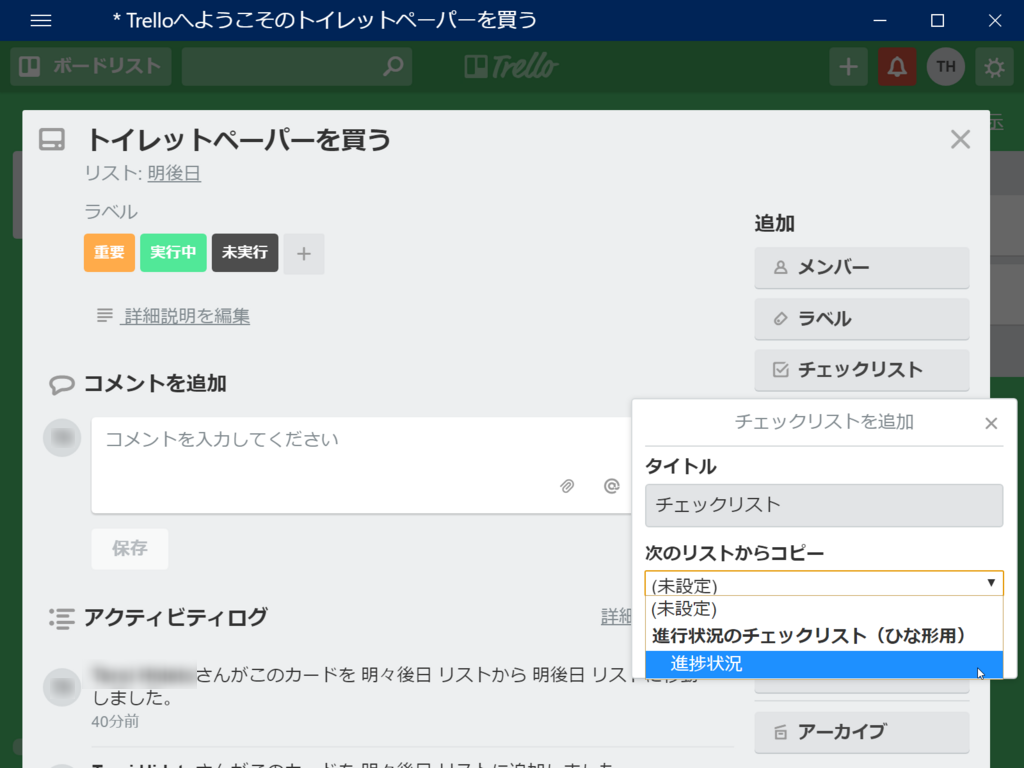 * Trelloへようこそのトイレットペーパーを買う
ボードリスト
Trello
TH
示
トイレットペーパーを買う
リスト: 明後日
ラベル
重要 実行中 未実行
詳細説明を編集
追加
メンバー
ラベル
チェックリスト
コメントを追加
コメントを入力してください
保存
チェックリストを追加
タイトル
チェックリスト
次のリストからコピー
(未設定)
(未設定)
進行状況のチェックリスト（ひな形用）
進捗状況
アクティビティログ
詳細
さんがこのカードを 明々後日 リストから 明後日 リストに移動
しました。
40分前
アーカイブ
さんがこのカードを 明々後日 リストに追加しました